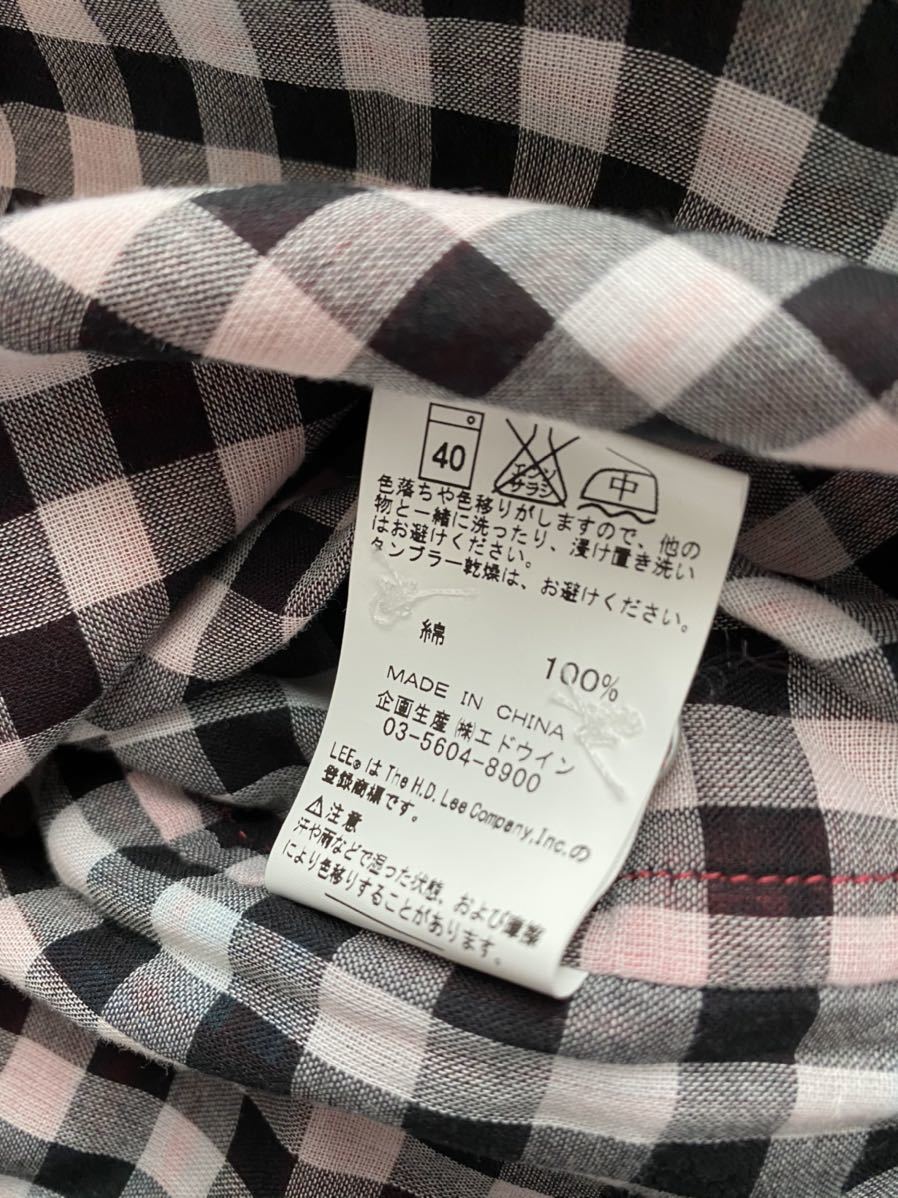 40
エンソ
サラシ
中
色落ちや色移りがしますので、他の
物と一緒に洗ったり、浸け置き洗い
はお避けください。
タンブラー乾燥は、お避けください。
綿 100%
MADE IN CHINA
企画生産㈱エドウイン
03-5604-8900
LEE®はThe H.D. Lee Company,Inc.の
登録商標です。
⚠注意
汗や雨などで湿った状態、および摩擦
により色移りすることがあります。